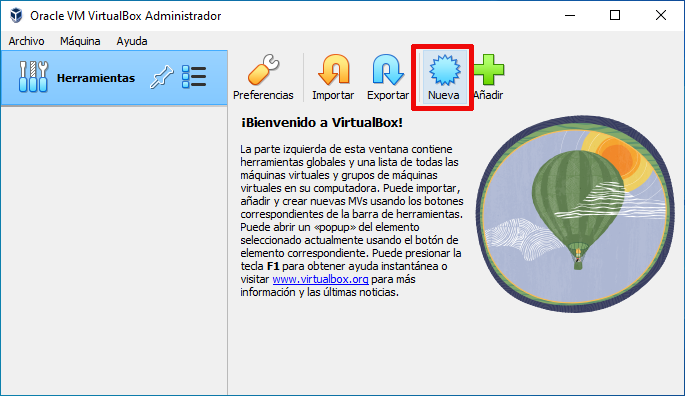 Oracle VM VirtualBox Administrador
Archivo Máquina Ayuda
Herramientas
Preferencias Importar Exportar Nueva Añadir
¡Bienvenido a VirtualBox!
La parte izquierda de esta ventana contiene
herramientas globales y una lista de todas las
máquinas virtuales y grupos de máquinas
virtuales en su computadora. Puede importar,
añadir y crear nuevas MVs usando los botones
correspondientes de la barra de herramientas.
Puede abrir un «popup» del elemento
seleccionado actualmente usando el botón de
elemento correspondiente. Puede presionar la
tecla F1 para obtener ayuda instantánea o
visitar www.virtualbox.org para más
información y las últimas noticias.